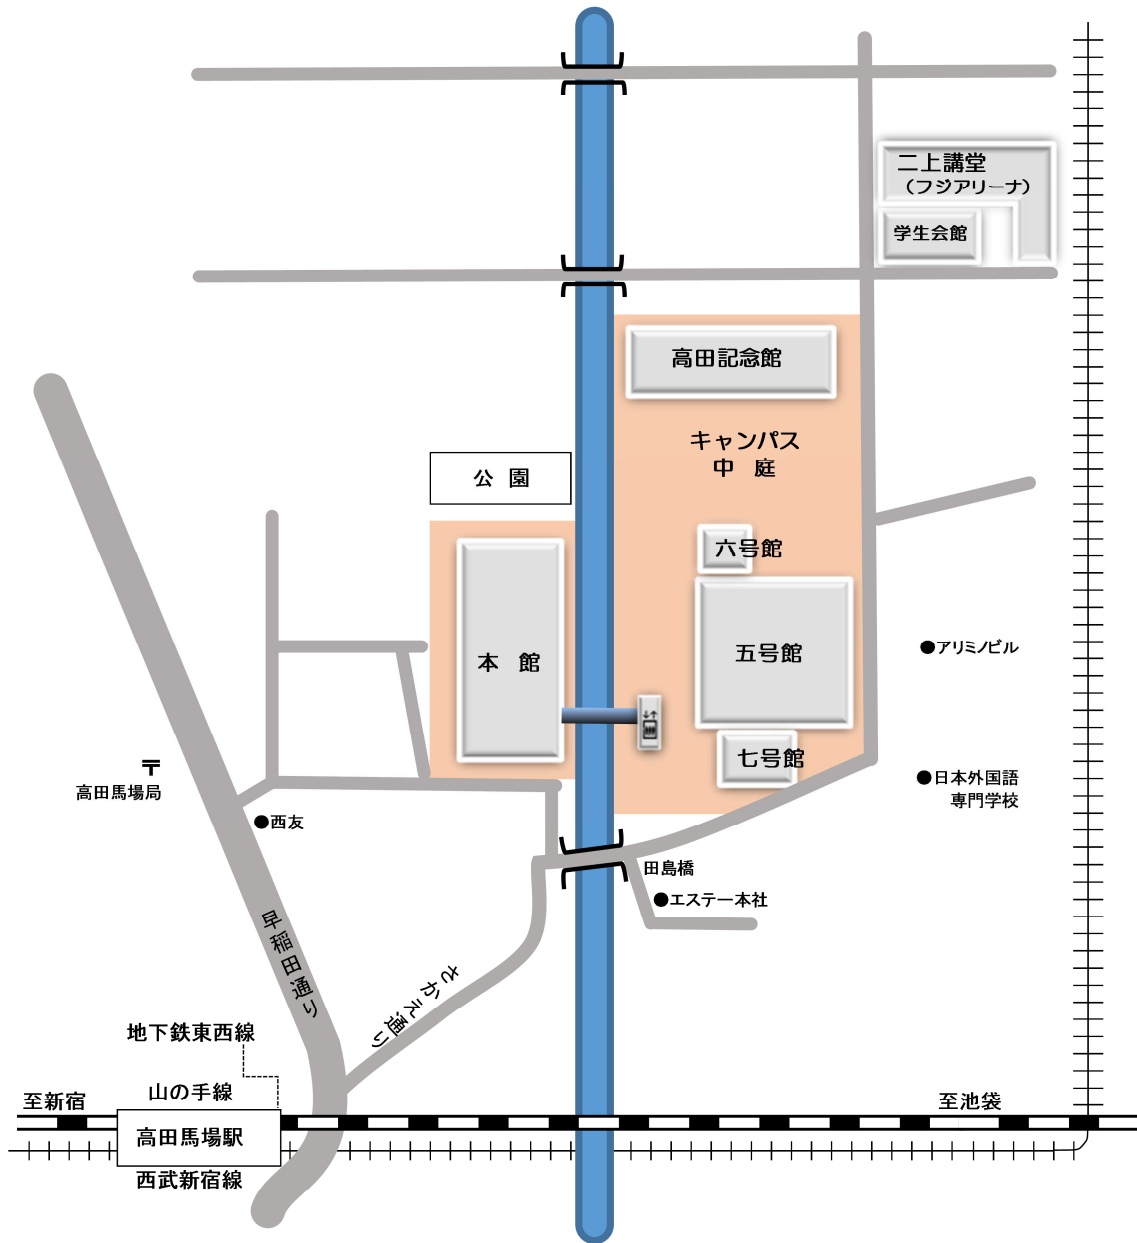 二上講堂
（フジアリーナ）
学生会館
高田記念館
キャンパス
中　庭
公　園
六号館
五号館
本　館
七号館
●アリミノビル
〒
高田馬場局
●日本外国語
専門学校
●西友
田島橋
●エステー本社
早稲田通り
さかえ通り
地下鉄東西線
山の手線
至新宿
至池袋
高田馬場駅
西武新宿線